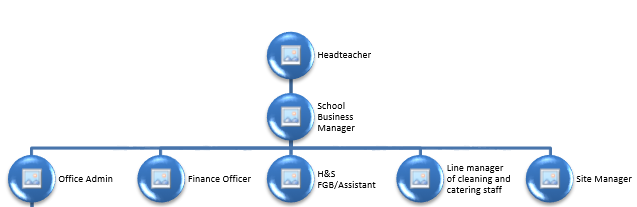 Headteacher
School
Business
Manager
Office Admin
Finance Officer
H&S
FGB/Assistant
Line manager
of cleaning and
catering staff
Site Manager